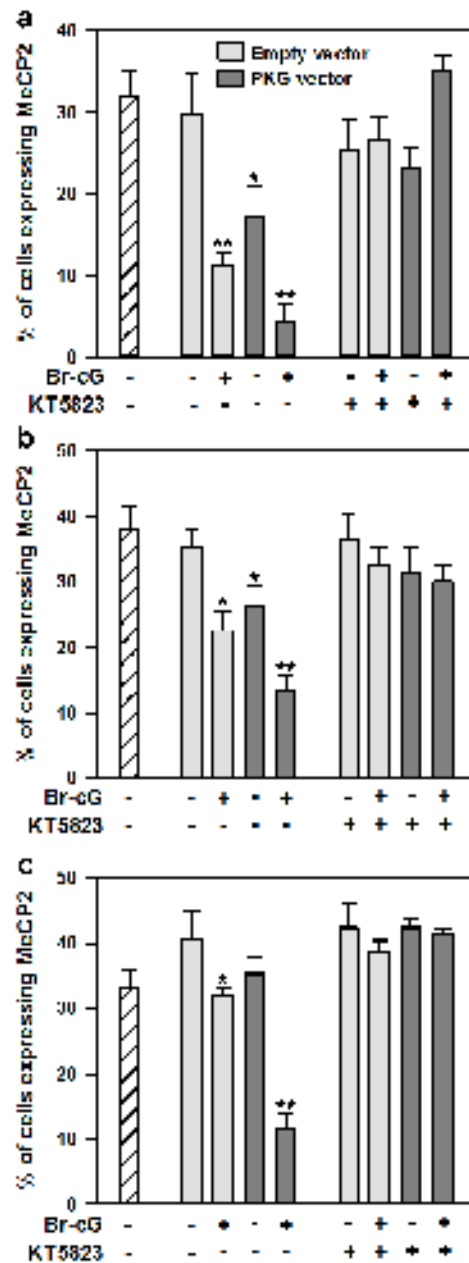 a
% of cells expressing MeCP2
40
30
20
10
0
Empty vector
PKG vector
**
*
**
Br-cG - - + - + - + - +
KT5823 - - - - - + + + +
b
% of cells expressing MeCP2
50
40
30
20
10
0
*
*
**
Br-cG - - + - + - + - +
KT5823 - - - - - + + + +
c
% of cells expressing MeCP2
50
40
30
20
10
0
*
**
Br-cG - - + - + - + - +
KT5823 - - - - - + + + +